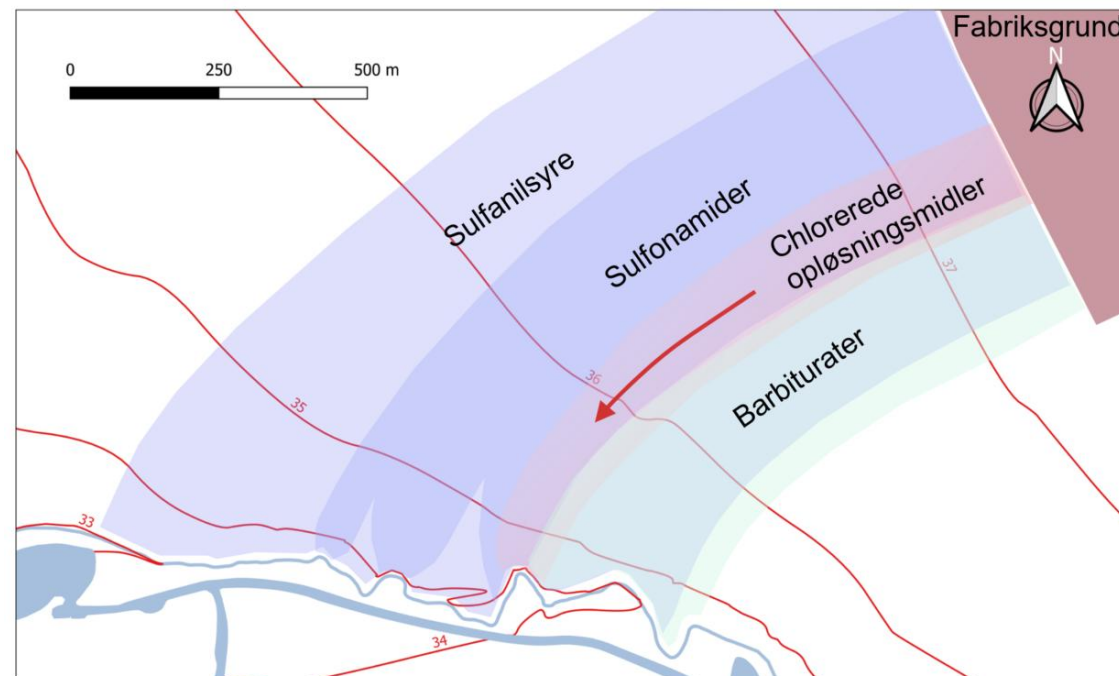 Fabriksgrund
N
0 250 500 m
Sulfanilsyre
Sulfonamider
Chlorerede
opløsningsmidler
37
36
Barbiturater
35
33
34